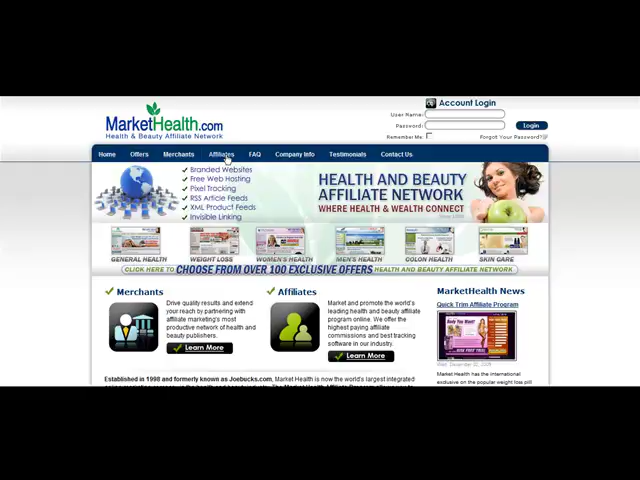 Account Login
User Name:
MarketHealth.com
Health & Beauty Affiliate Network
Password:
Login
Remember Me:
Forgot Your Password?
Home Offers Merchants Affiliates FAQ Company Info Testimonials Contact Us
Branded Websites
Free Web Hosting
Pixel Tracking
RSS Article Feeds
XML Product Feeds
Invisible Linking
HEALTH AND BEAUTY
AFFILIATE NETWORK
WHERE HEALTH & WEALTH CONNECT
Since 1998
GENERAL HEALTH WEIGHT LOSS WOMEN'S HEALTH MEN'S HEALTH COLON HEALTH SKIN CARE
CLICK HERE TO CHOOSE FROM OVER 100 EXCLUSIVE OFFERS HEALTH AND BEAUTY AFFILIATE NETWORK
Merchants
Drive quality results and extend
your reach by partnering with
affiliate marketing's most
productive network of health and
beauty publishers.
Learn More
Affiliates
Market and promote the world's
leading health and beauty affiliate
program online. We offer the
highest paying affiliate
commissions and best tracking
software in your industry.
Learn More
MarketHealth News
Quick Trim Affiliate Program
Market Health has the international
exclusive on the popular weight loss pill
Established in 1998 and formerly known as Joebucks.com, Market Health is now the world's largest integrated